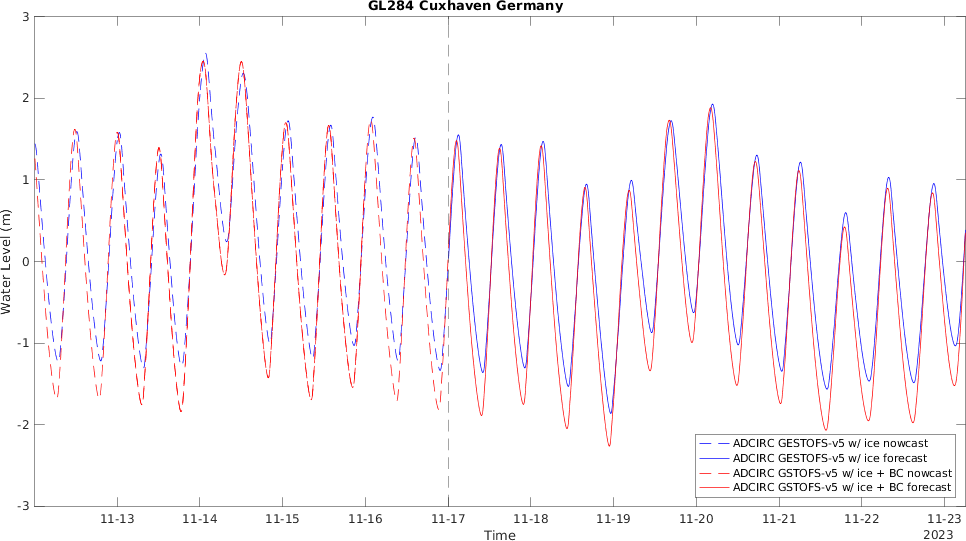 GL284 Cuxhaven Germany
3
2
1
0
-1
-2
-3
Water Level (m)
11-13
11-14
11-15
11-16
11-17
11-18
11-19
11-20
11-21
11-22
11-23
Time
2023
ADCIRC GESTOFS-v5 w/ ice nowcast
ADCIRC GESTOFS-v5 w/ ice forecast
ADCIRC GSTOFS-v5 w/ ice + BC nowcast
ADCIRC GSTOFS-v5 w/ ice + BC forecast